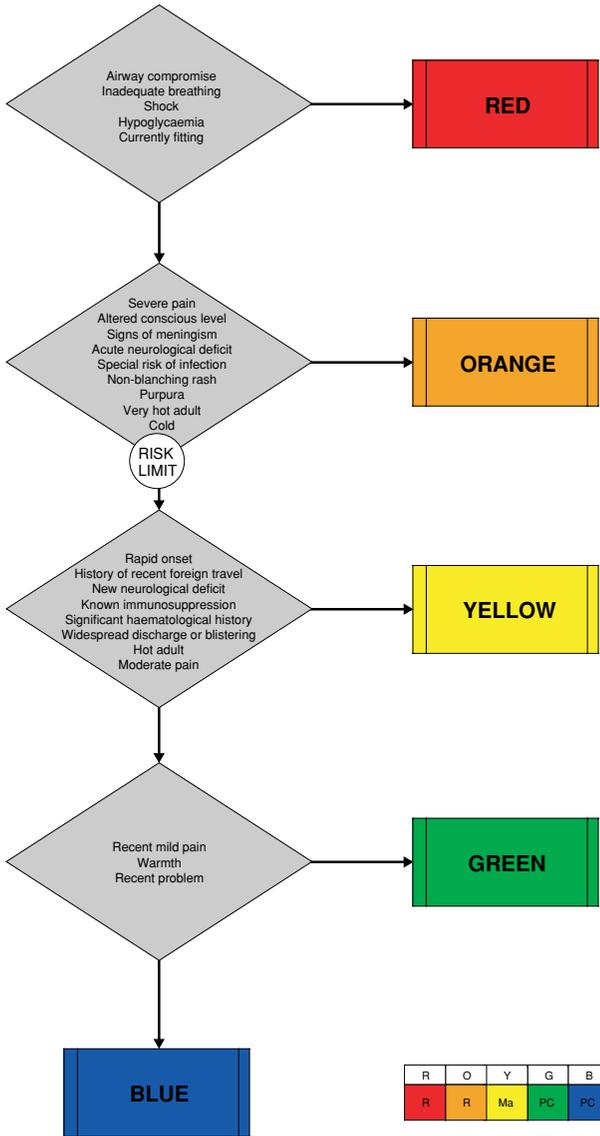 Airway compromise
Inadequate breathing
Shock
Hypoglycaemia
Currently fitting
RED
Severe pain
Altered conscious level
Signs of meningism
Acute neurological deficit
Special risk of infection
Non-blanching rash
Purpura
Very hot adult
Cold
ORANGE
RISK
LIMIT
Rapid onset
History of recent foreign travel
New neurological deficit
Known immunosuppression
Significant haematological history
Widespread discharge or blistering
Hot adult
Moderate pain
YELLOW
Recent mild pain
Warmth
Recent problem
GREEN
BLUE
R O Y G B
R R Ma PC PC